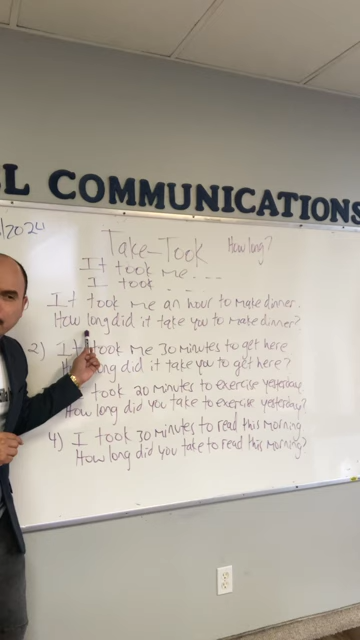 L COMMUNICATIONS
/2024
Take-Took How long?
It took me ....
I took ....
It took me an hour to make dinner.
How long did it take you to make dinner?
2) It took me 30 minutes to get here
How long did it take you to get here?
took 20 minutes to exercise yesterday
How long did you take to exercise yesterday?
4) I took 30 minutes to read this morning
How long did you take to read this morning?